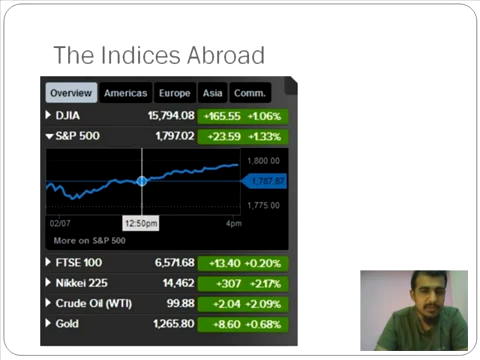 The Indices Abroad
Overview Americas Europe Asia Comm.
DJIA 15,794.08 +165.55 +1.06%
S&P 500 1,797.02 +23.59 +1.33%
1,800.00
1,787.87
1,775.00
02/07 12:50pm 4pm
More on S&P 500
FTSE 100 6,571.68 +13.40 +0.20%
Nikkei 225 14,462 +307 +2.17%
Crude Oil (WTI) 99.88 +2.04 +2.09%
Gold 1,265.80 +8.60 +0.68%